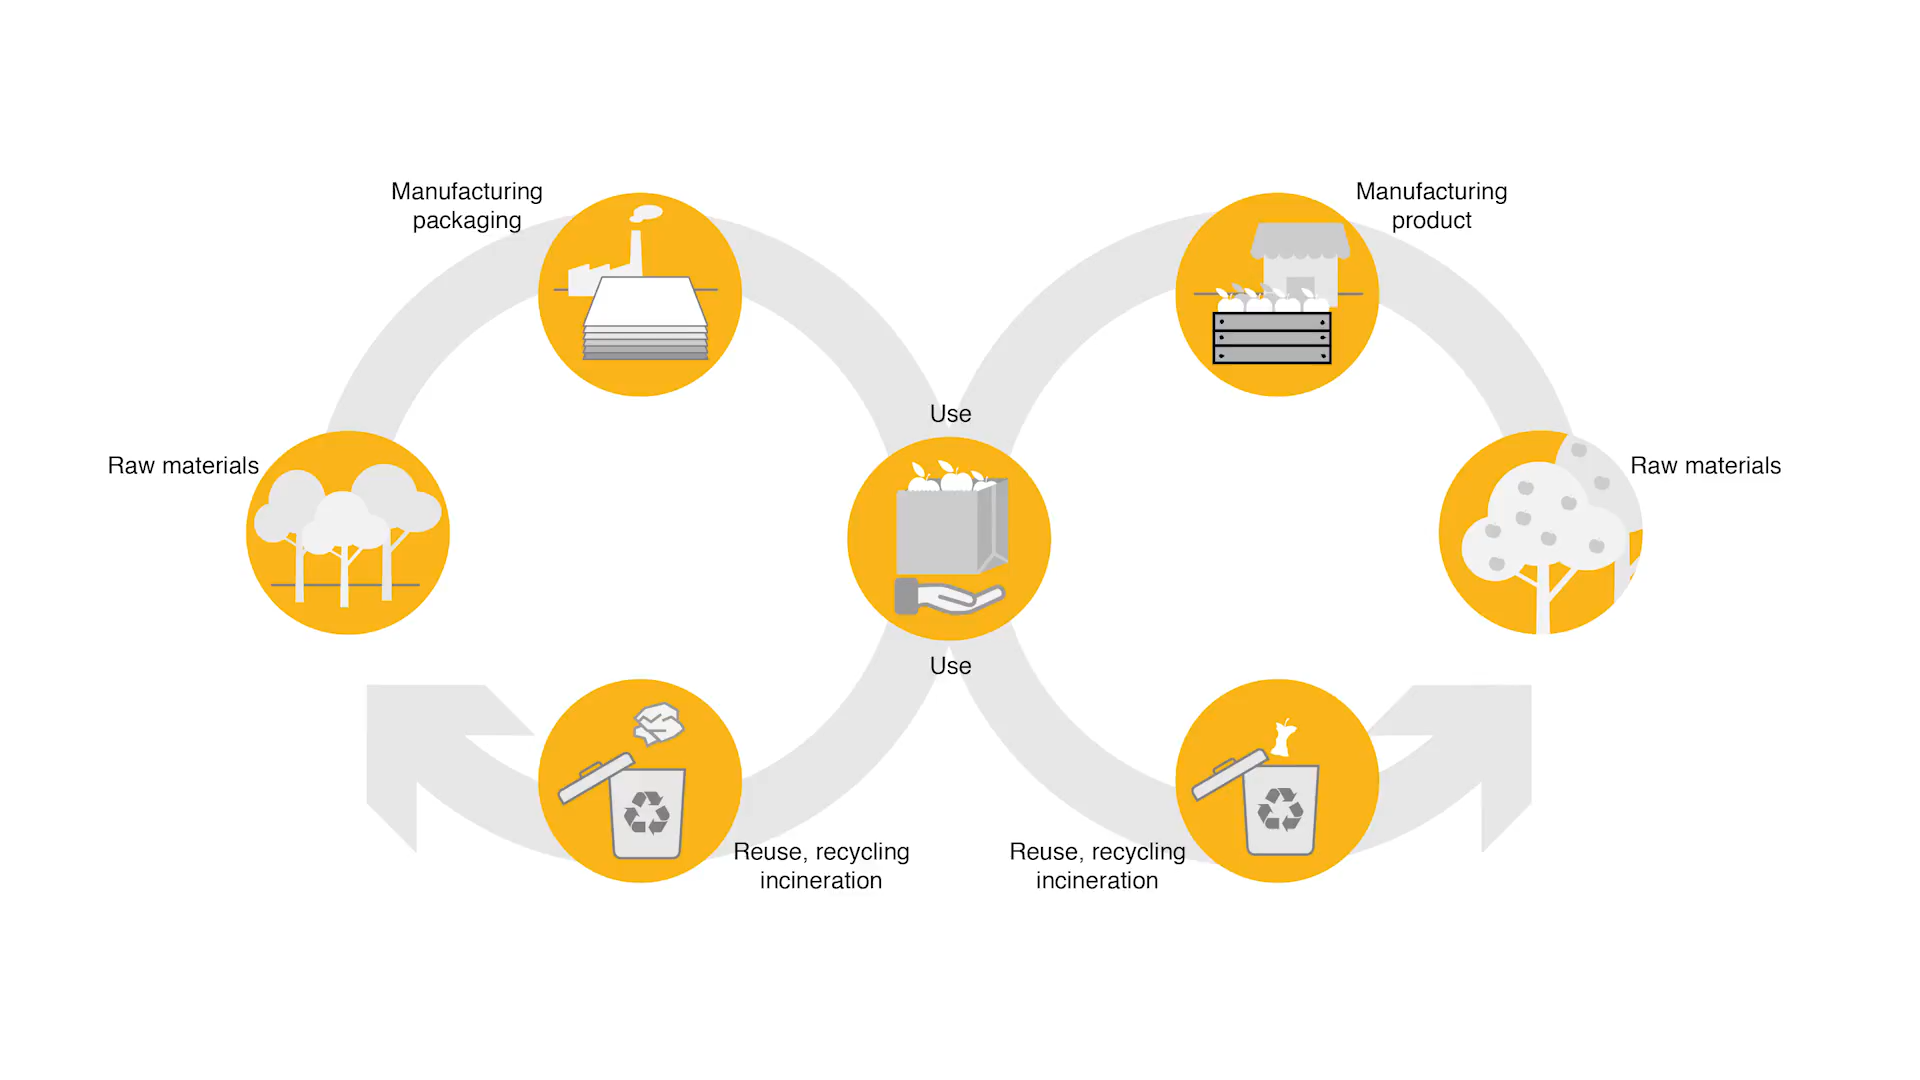 Manufacturing
packaging
Manufacturing
product
Use
Raw materials
Raw materials
Use
Reuse, recycling
incineration
Reuse, recycling
incineration